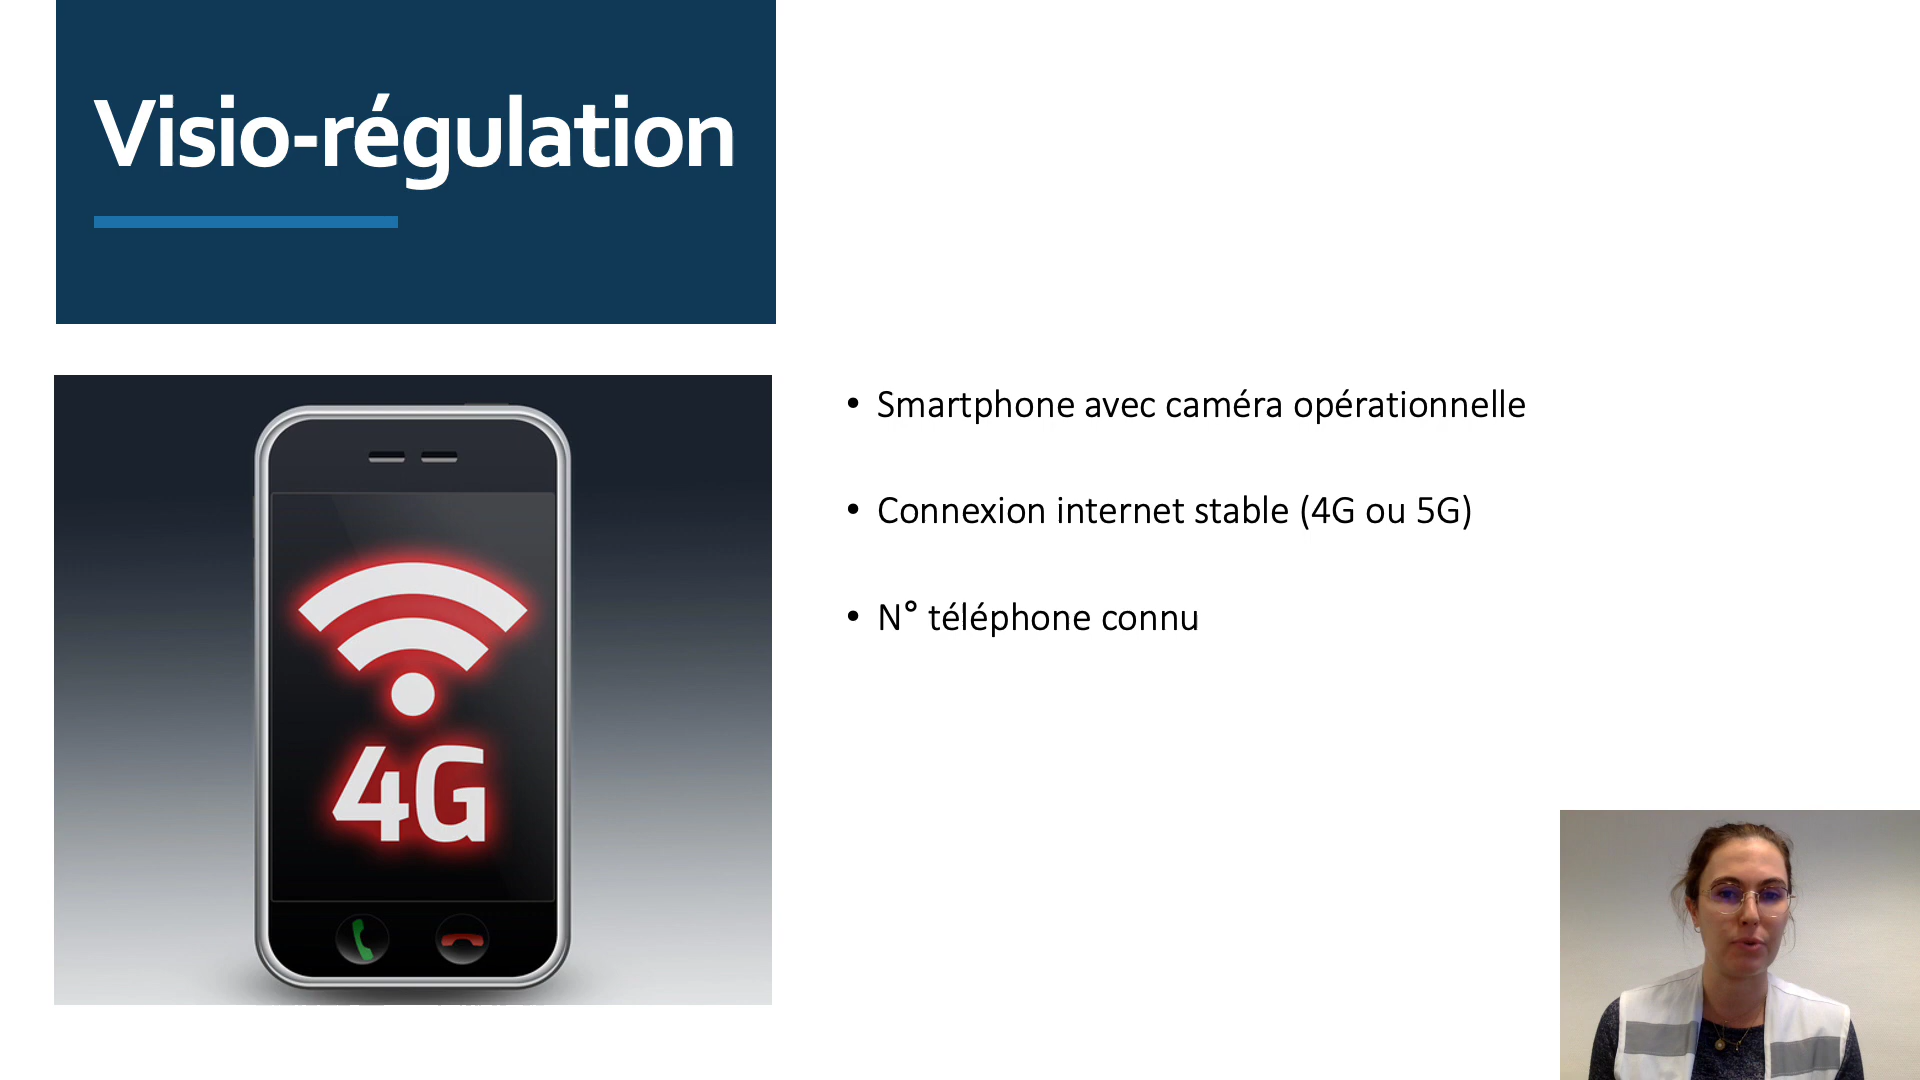 Visio-régulation
• Smartphone avec caméra opérationnelle
• Connexion internet stable (4G ou 5G)
• N° téléphone connu
4G